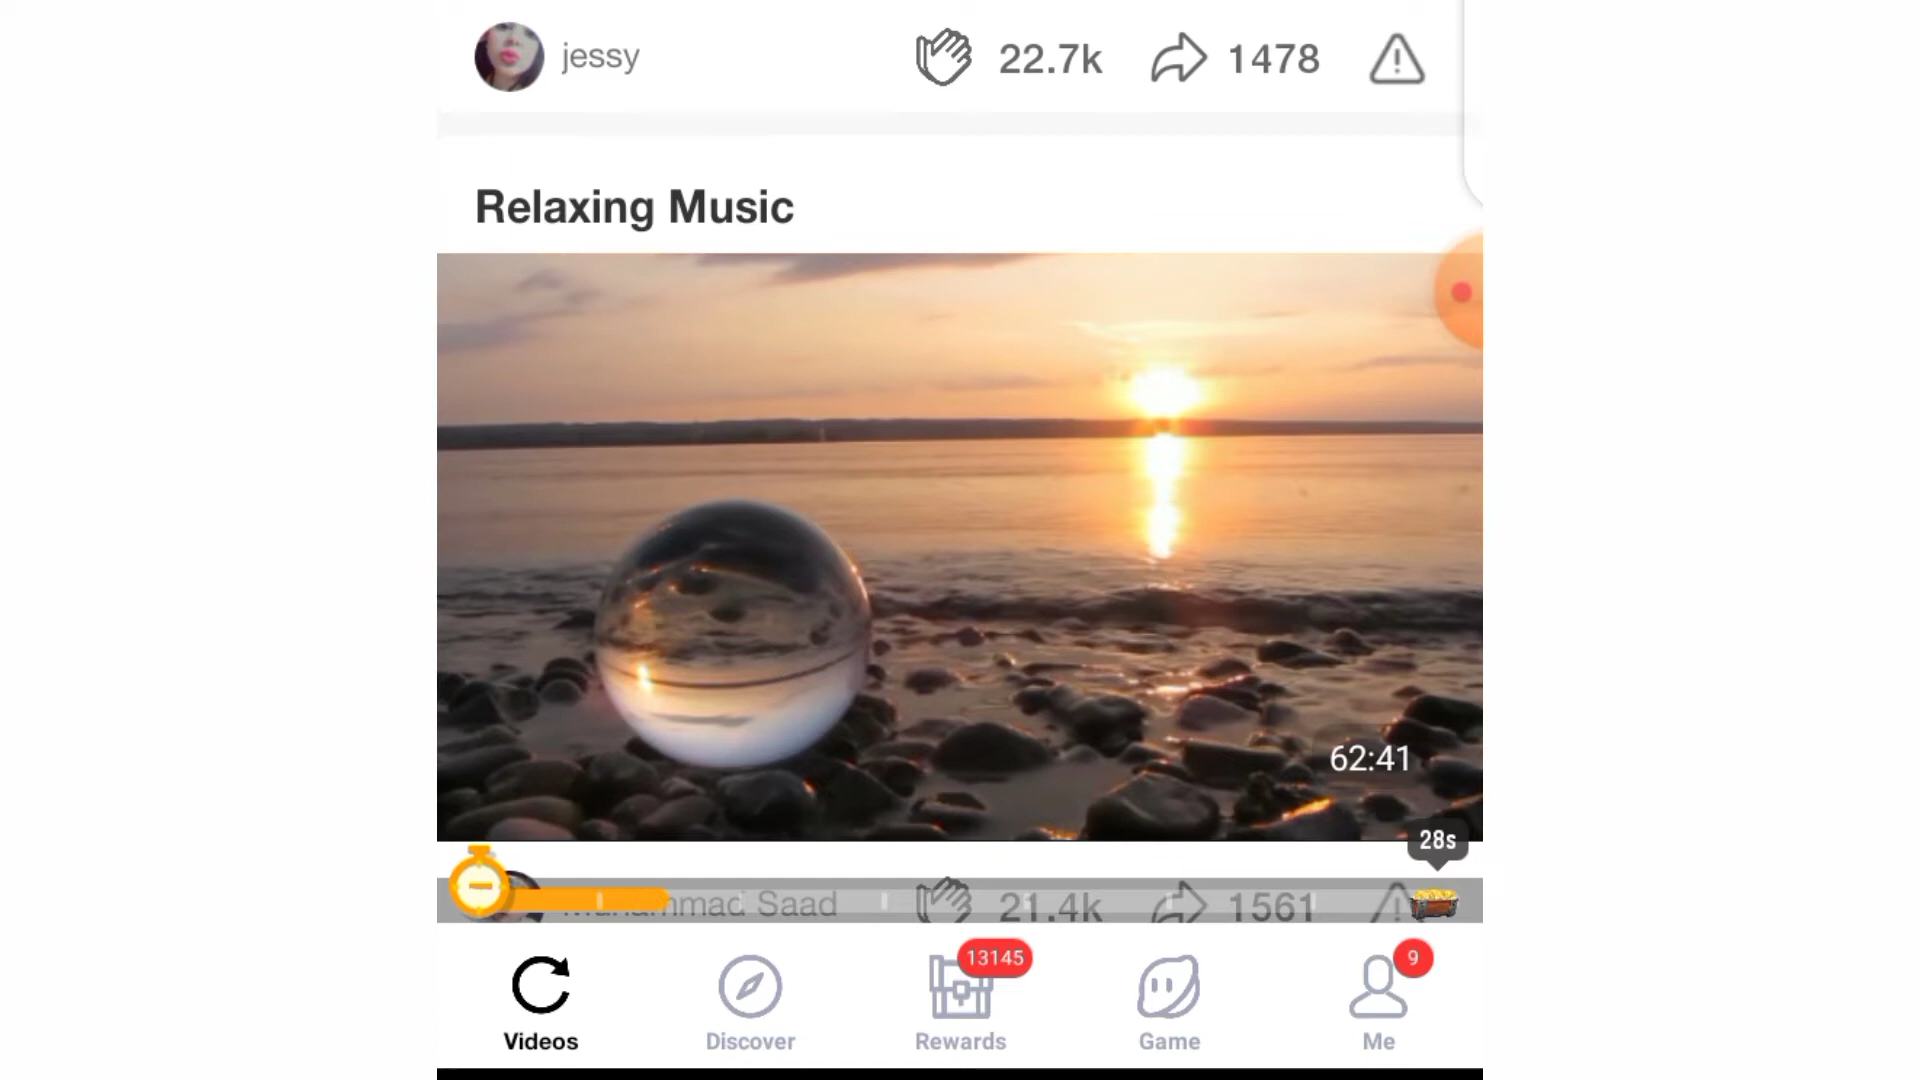 jessy 22.7k 1478
Relaxing Music
62:41
28s
Muhammad Saad 21.4k 1561
13145 9
Videos Discover Rewards Game Me